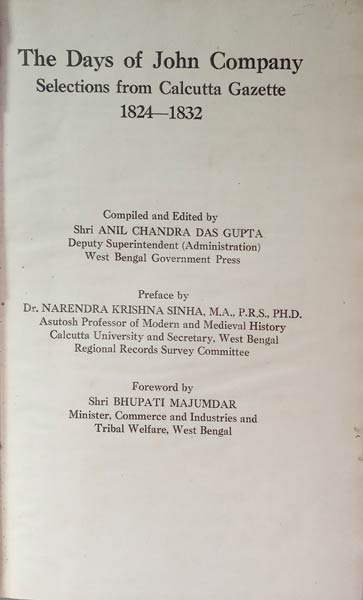 The Days of John Company
Selections from Calcutta Gazette
1824—1832
Compiled and Edited by
Shri ANIL CHANDRA DAS GUPTA
Deputy Superintendent (Administration)
West Bengal Government Press
Preface by
Dr. NARENDRA KRISHNA SINHA, M.A., P.R.S., PH.D.
Asutosh Professor of Modern and Medieval History
Calcutta University and Secretary, West Bengal
Regional Records Survey Committee
Foreword by
Shri BHUPATI MAJUMDAR
Minister, Commerce and Industries and
Tribal Welfare, West Bengal